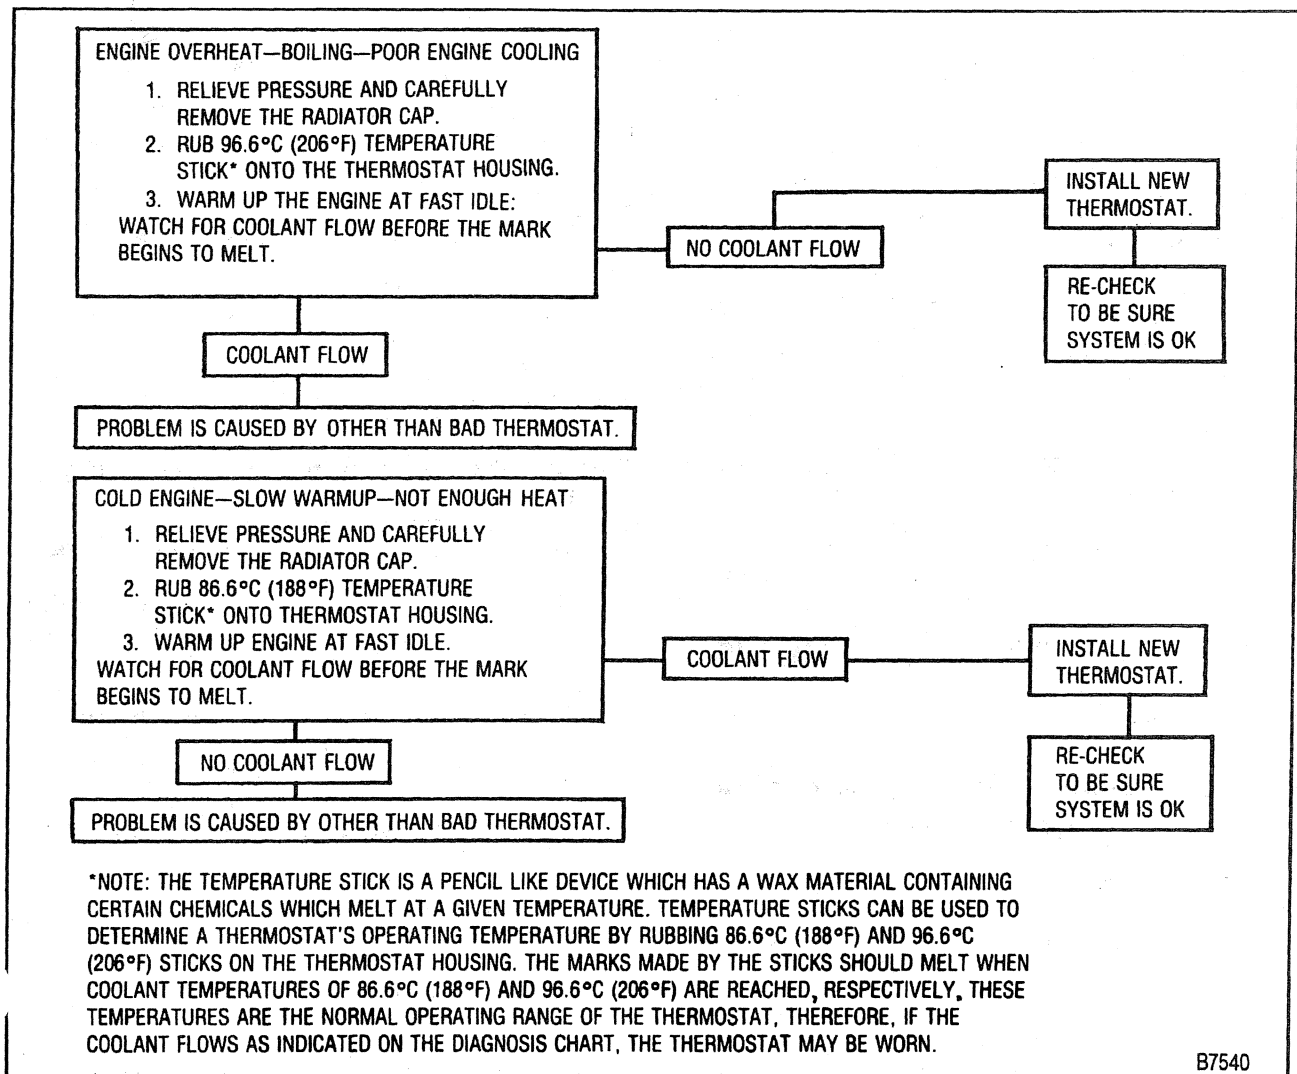 ENGINE OVERHEAT—BOILING—POOR ENGINE COOLING
1. RELIEVE PRESSURE AND CAREFULLY
REMOVE THE RADIATOR CAP.
2. RUB 96.6°C (206°F) TEMPERATURE
STICK* ONTO THE THERMOSTAT HOUSING.
3. WARM UP THE ENGINE AT FAST IDLE:
WATCH FOR COOLANT FLOW BEFORE THE MARK
BEGINS TO MELT.
NO COOLANT FLOW
INSTALL NEW
THERMOSTAT.
RE-CHECK
TO BE SURE
SYSTEM IS OK
COOLANT FLOW
PROBLEM IS CAUSED BY OTHER THAN BAD THERMOSTAT.
COLD ENGINE—SLOW WARMUP—NOT ENOUGH HEAT
1. RELIEVE PRESSURE AND CAREFULLY
REMOVE THE RADIATOR CAP.
2. RUB 86.6°C (188°F) TEMPERATURE
STICK* ONTO THERMOSTAT HOUSING.
3. WARM UP ENGINE AT FAST IDLE.
WATCH FOR COOLANT FLOW BEFORE THE MARK
BEGINS TO MELT.
COOLANT FLOW
INSTALL NEW
THERMOSTAT.
RE-CHECK
TO BE SURE
SYSTEM IS OK
NO COOLANT FLOW
PROBLEM IS CAUSED BY OTHER THAN BAD THERMOSTAT.
*NOTE: THE TEMPERATURE STICK IS A PENCIL LIKE DEVICE WHICH HAS A WAX MATERIAL CONTAINING
CERTAIN CHEMICALS WHICH MELT AT A GIVEN TEMPERATURE. TEMPERATURE STICKS CAN BE USED TO
DETERMINE A THERMOSTAT'S OPERATING TEMPERATURE BY RUBBING 86.6°C (188°F) AND 96.6°C
(206°F) STICKS ON THE THERMOSTAT HOUSING. THE MARKS MADE BY THE STICKS SHOULD MELT WHEN
COOLANT TEMPERATURES OF 86.6°C (188°F) AND 96.6°C (206°F) ARE REACHED, RESPECTIVELY, THESE
TEMPERATURES ARE THE NORMAL OPERATING RANGE OF THE THERMOSTAT, THEREFORE, IF THE
COOLANT FLOWS AS INDICATED ON THE DIAGNOSIS CHART, THE THERMOSTAT MAY BE WORN.
B7540